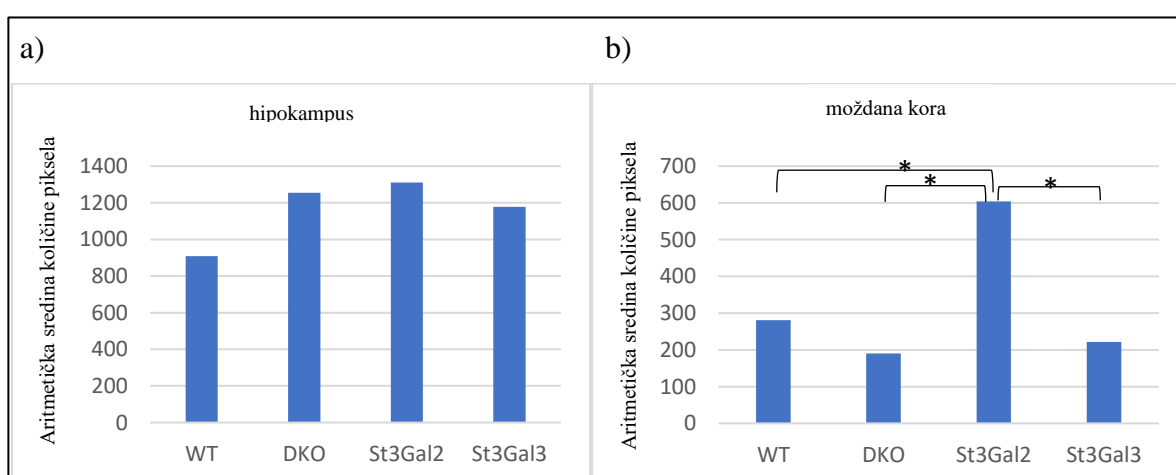 a)
hipokampus
Aritmetička sredina količine piksela
1400
1200
1000
800
600
400
200
0
WT DKO St3Gal2 St3Gal3
b)
moždana kora
Aritmetička sredina količine piksela
700
600
500
400
300
200
100
0
* * *
WT DKO St3Gal2 St3Gal3